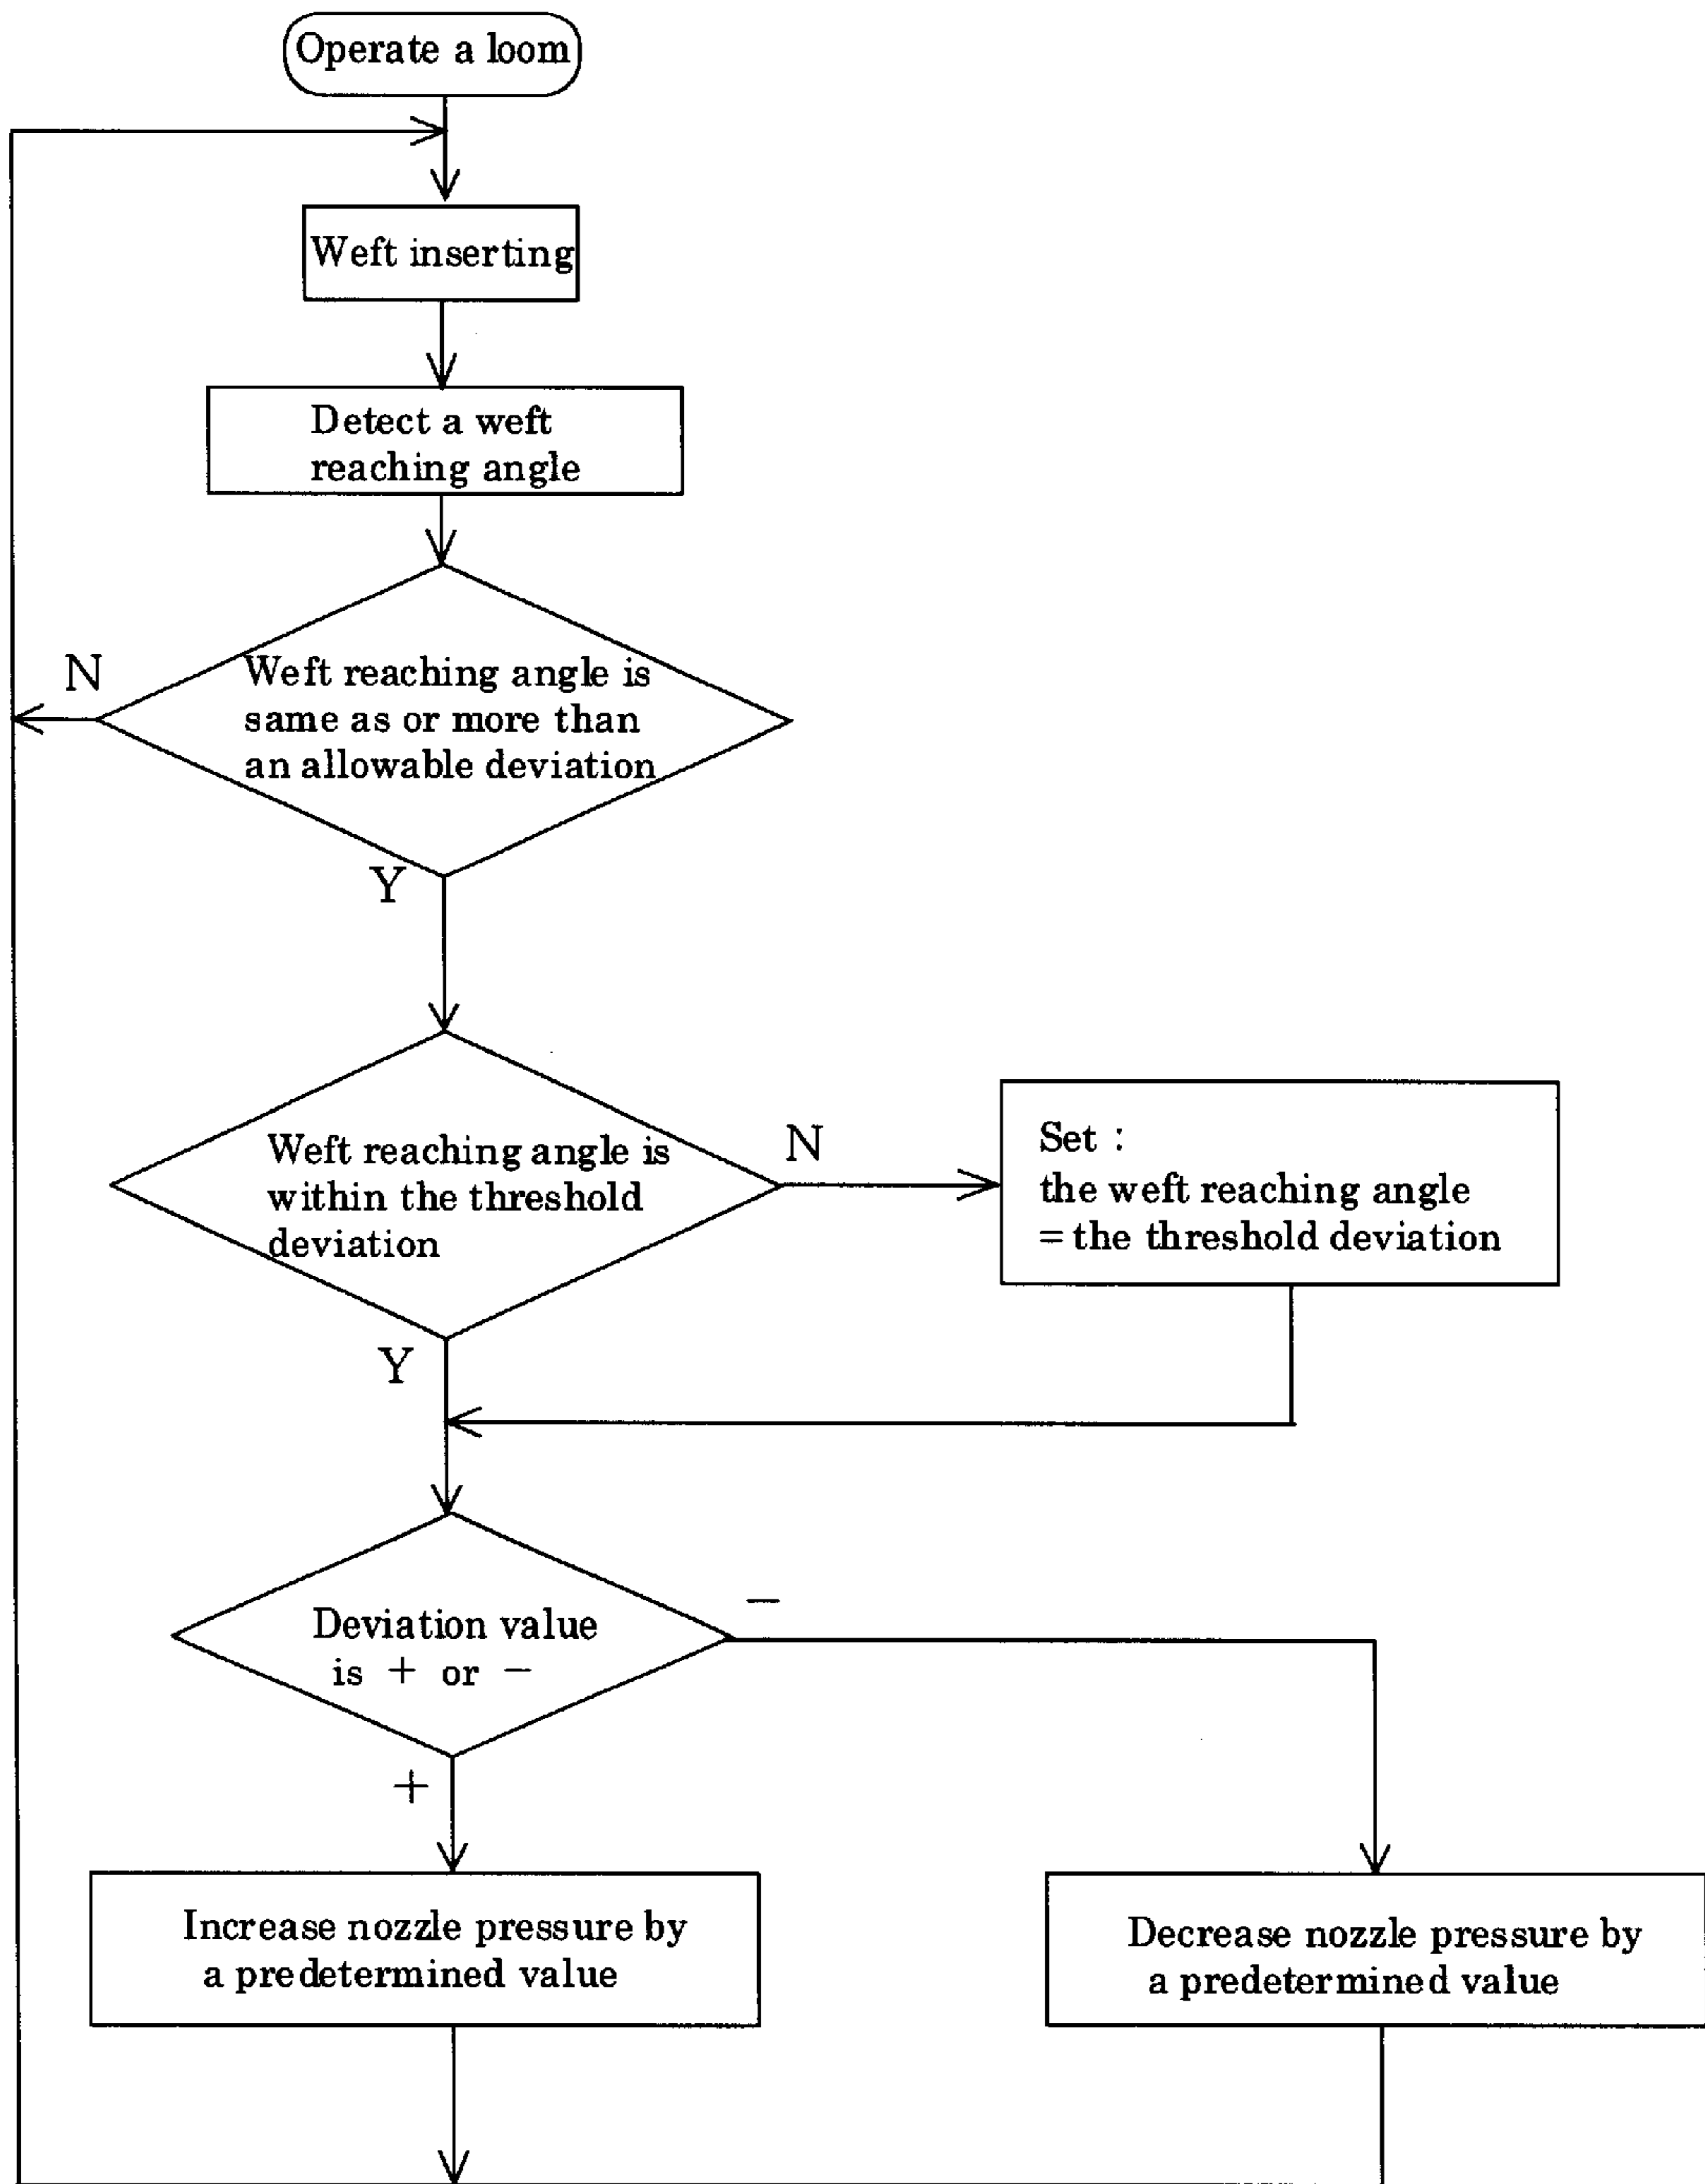 Operate a loom
Weft inserting
Detect a weft
reaching angle
N
Weft reaching angle is
same as or more than
an allowable deviation
Y
Weft reaching angle is
within the threshold
deviation
N
Set :
the weft reaching angle
= the threshold deviation
Y
Deviation value
is + or −
−
+
Increase nozzle pressure by
a predetermined value
Decrease nozzle pressure by
a predetermined value